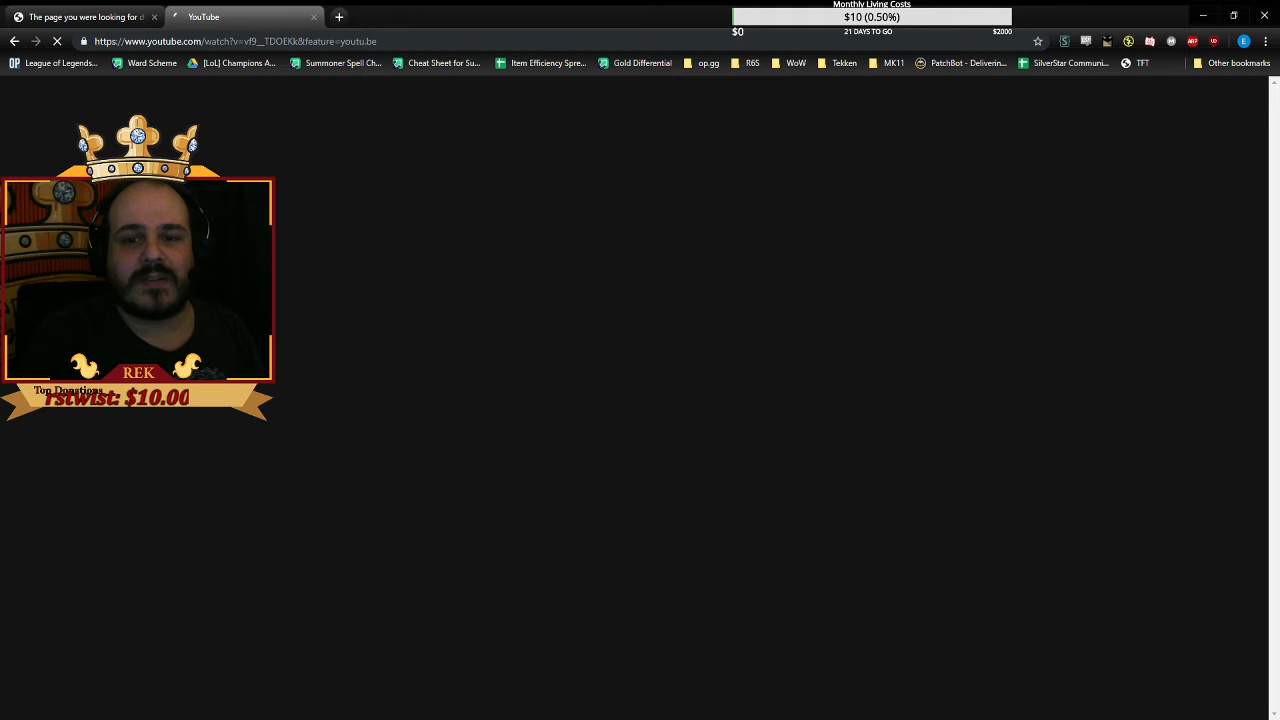 Monthly Living Costs
The page you were looking for d
YouTube
$10 (0.50%)
$0
21 DAYS TO GO
$2000
https://www.youtube.com/watch?v=vf9__TDOEKk&feature=youtu.be
OP League of Legends...
Ward Scheme
[LoL] Champions A...
Summoner Spell Ch...
Cheat Sheet for Su...
Item Efficiency Spre...
Gold Differential
op.gg
R6S
WoW
Tekken
MK11
PatchBot - Deliverin...
SilverStar Communi...
TFT
Other bookmarks
REK
Top Donations
rstwist: $10.00